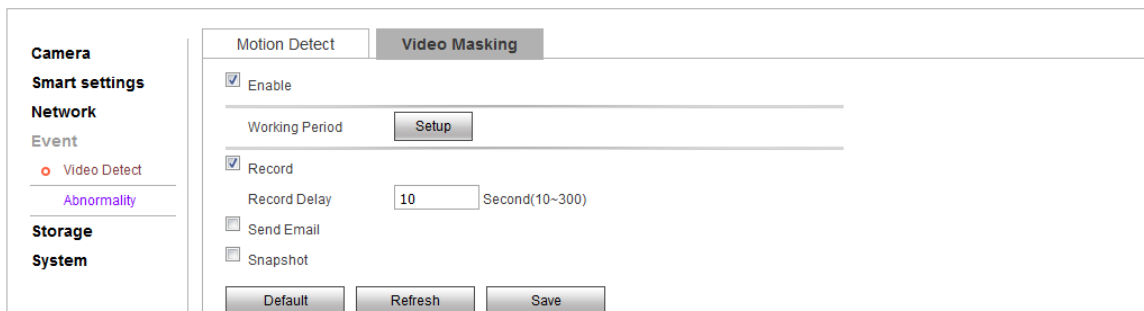 Camera
Smart settings
Network
Event
Video Detect
Abnormality
Storage
System
Motion Detect
Video Masking
Enable
Working Period
Setup
Record
Record Delay
10
Second(10~300)
Send Email
Snapshot
Default
Refresh
Save